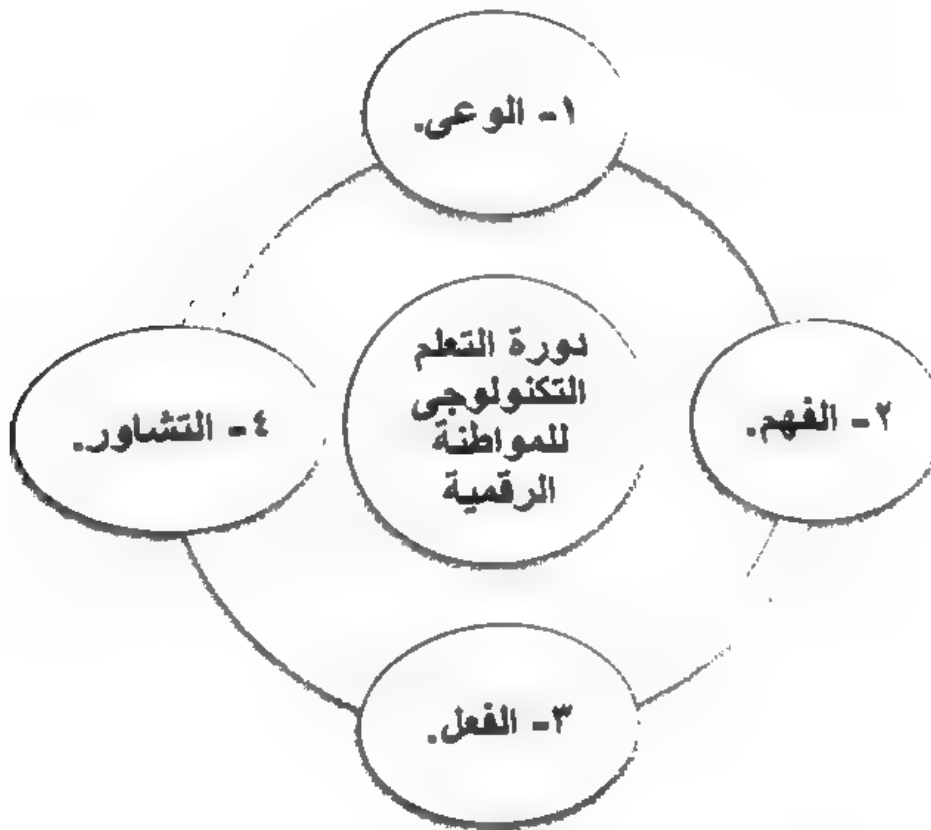 ١- الوعى.
دورة التعلم
التكنولوجى
للمواطنة
الرقمية
٢- الفهم.
٣- الفعل.
٤- التشاور.